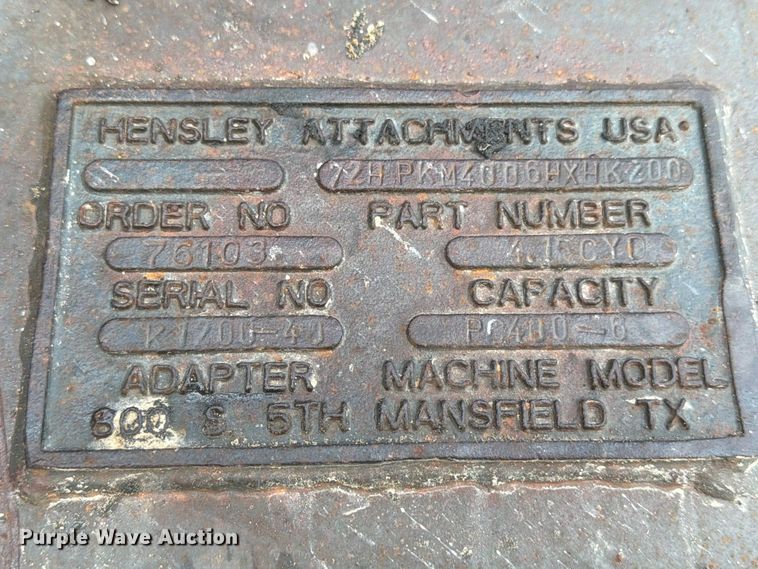 HENSLEY ATTACHMENTS USA
72HPKM4006HXHK200
ORDER NO PART NUMBER
76103
SERIAL NO CAPACITY
PC400-6
ADAPTER MACHINE MODEL
600 S 5TH MANSFIELD TX
Purple Wave Auction